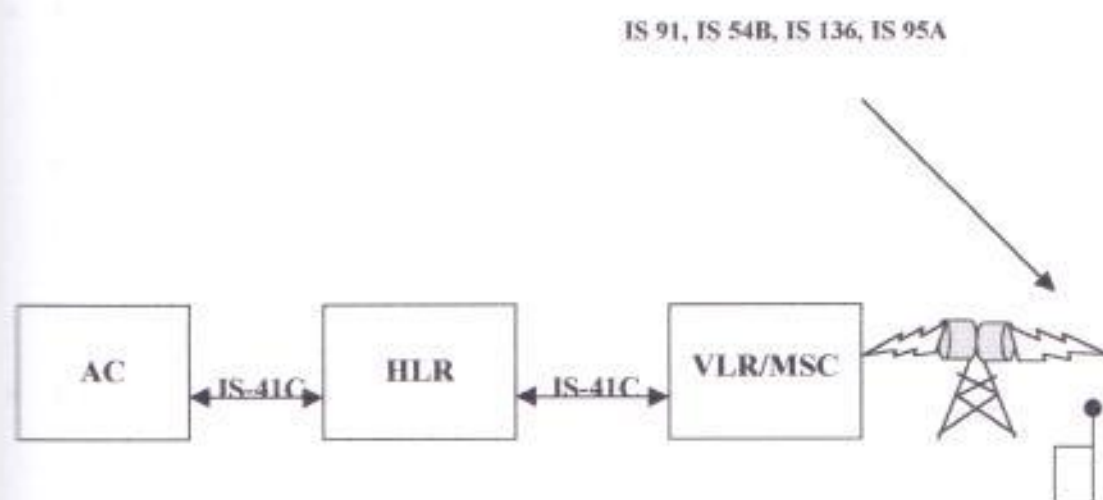 IS 91, IS 54B, IS 136, IS 95A
AC
IS-41C
HLR
IS-41C
VLR/MSC